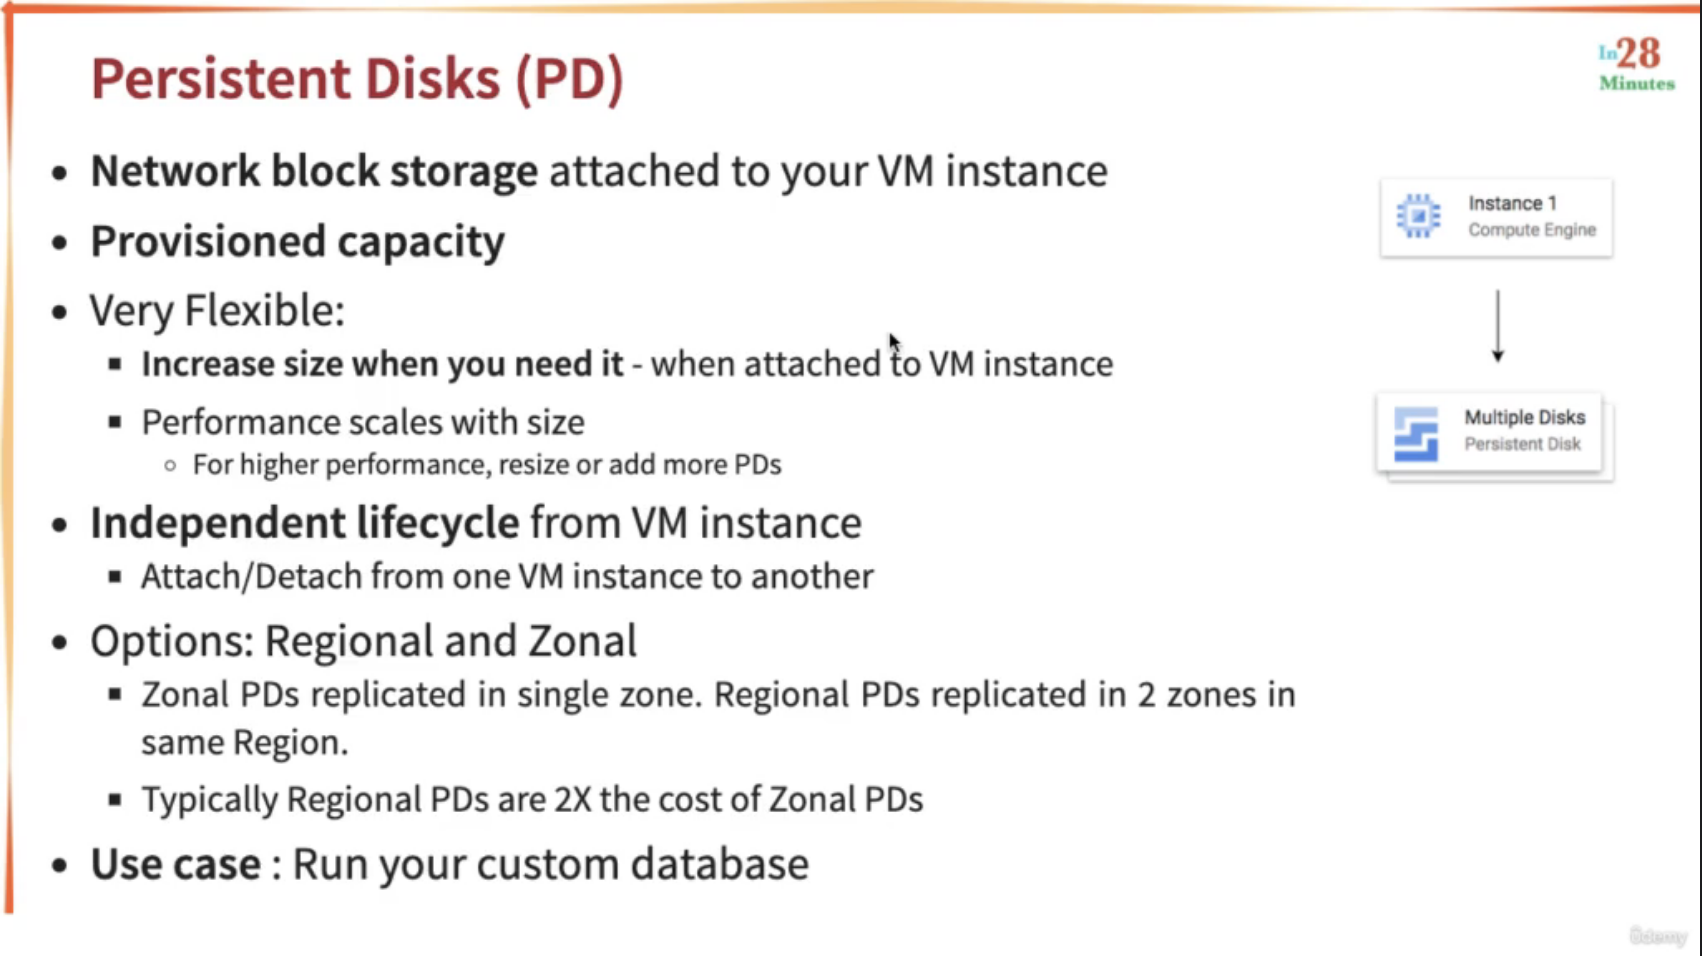 In28
Minutes
Persistent Disks (PD)
• Network block storage attached to your VM instance
• Provisioned capacity
• Very Flexible:
▪ Increase size when you need it - when attached to VM instance
▪ Performance scales with size
○ For higher performance, resize or add more PDs
• Independent lifecycle from VM instance
▪ Attach/Detach from one VM instance to another
• Options: Regional and Zonal
▪ Zonal PDs replicated in single zone. Regional PDs replicated in 2 zones in
same Region.
▪ Typically Regional PDs are 2X the cost of Zonal PDs
• Use case : Run your custom database
Instance 1
Compute Engine
Multiple Disks
Persistent Disk
ûdemy